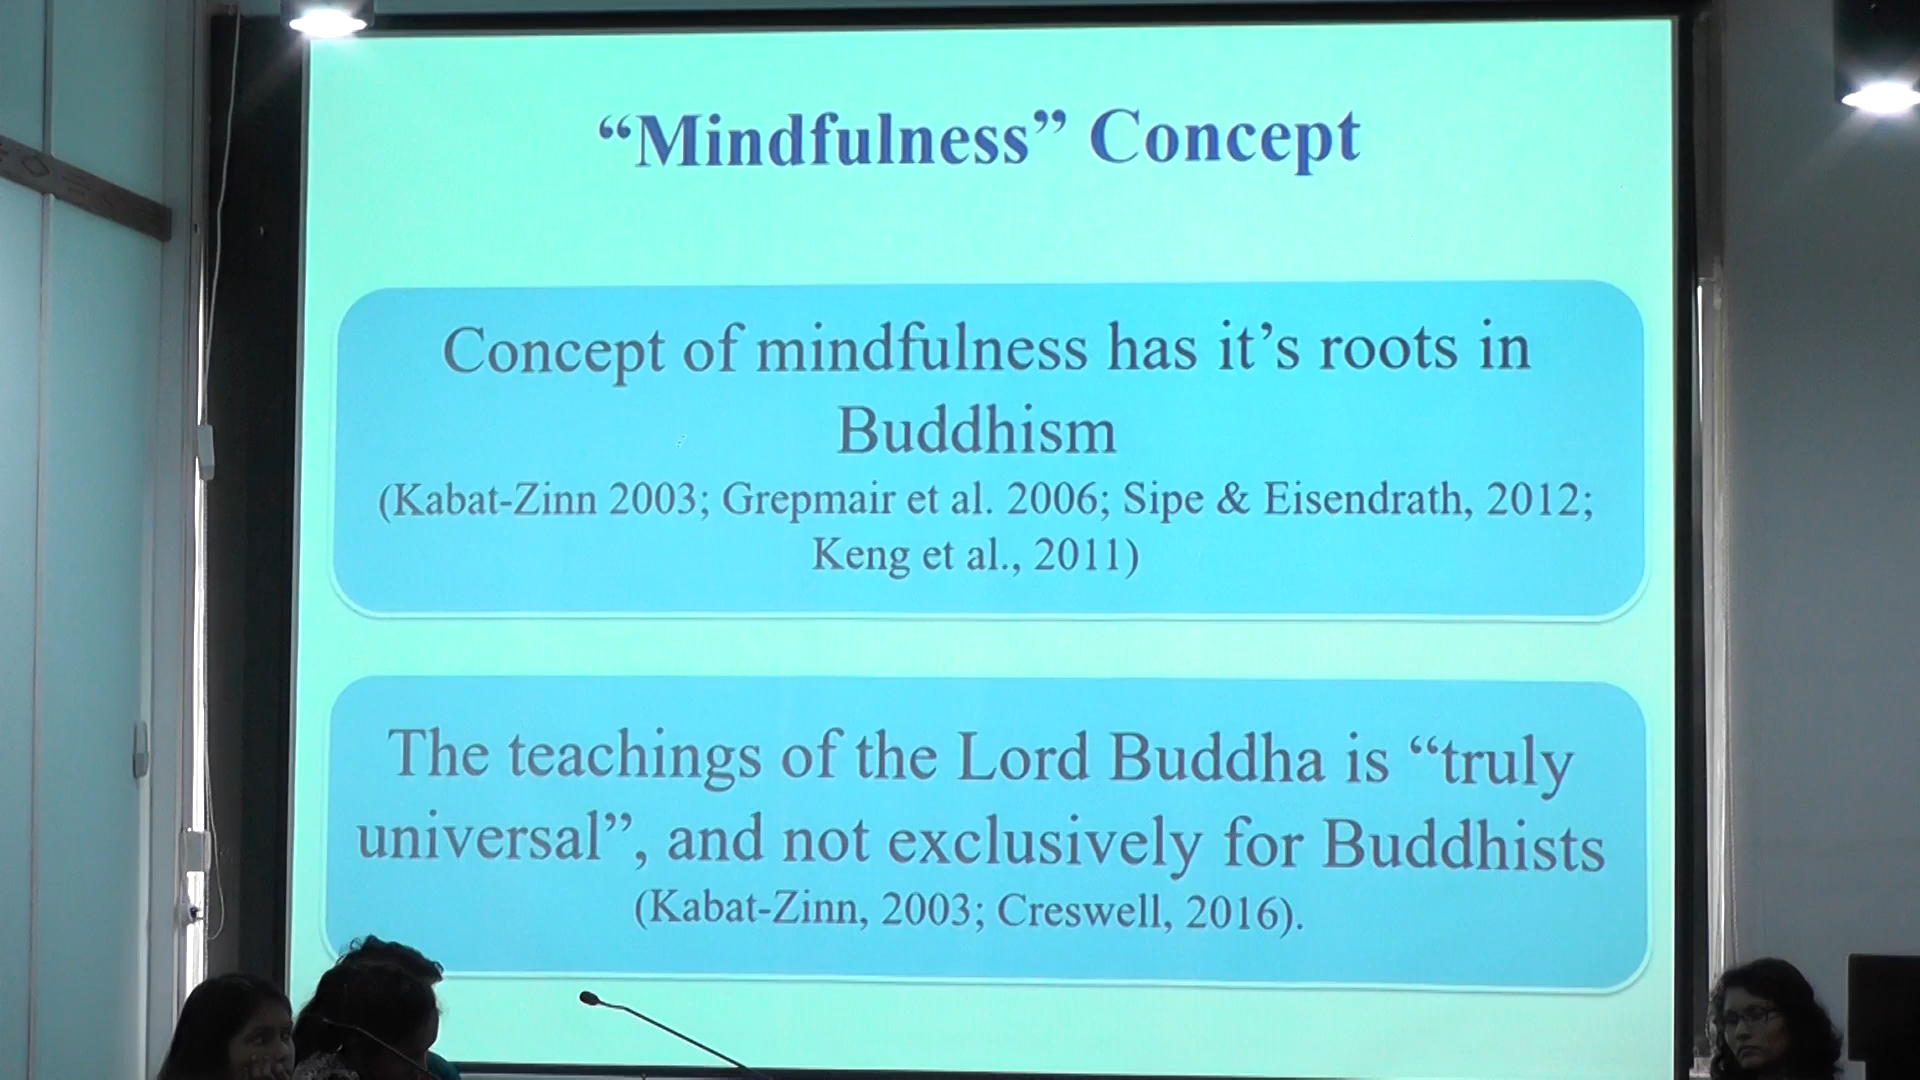 “Mindfulness” Concept
Concept of mindfulness has it’s roots in
Buddhism
(Kabat-Zinn 2003; Grepmair et al. 2006; Sipe & Eisendrath, 2012;
Keng et al., 2011)
The teachings of the Lord Buddha is “truly
universal”, and not exclusively for Buddhists
(Kabat-Zinn, 2003; Creswell, 2016).